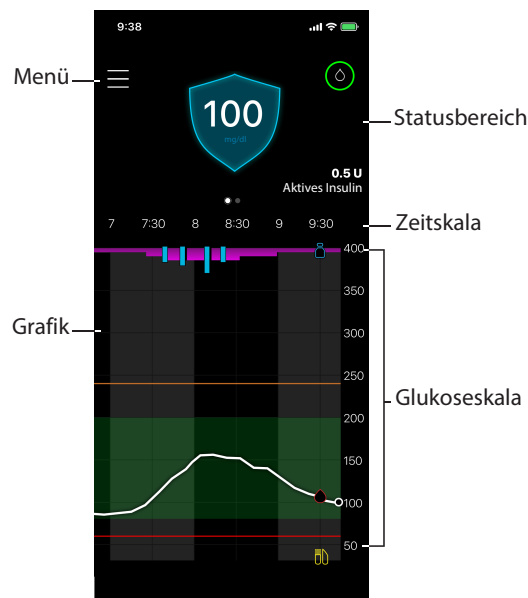 9:38
Menü
100
mg/dl
Statusbereich
0.5 U
Aktives Insulin
7 7:30 8 8:30 9 9:30
Zeitskala
400
350
300
Grafik
250
Glukoseskala
200
150
100
50